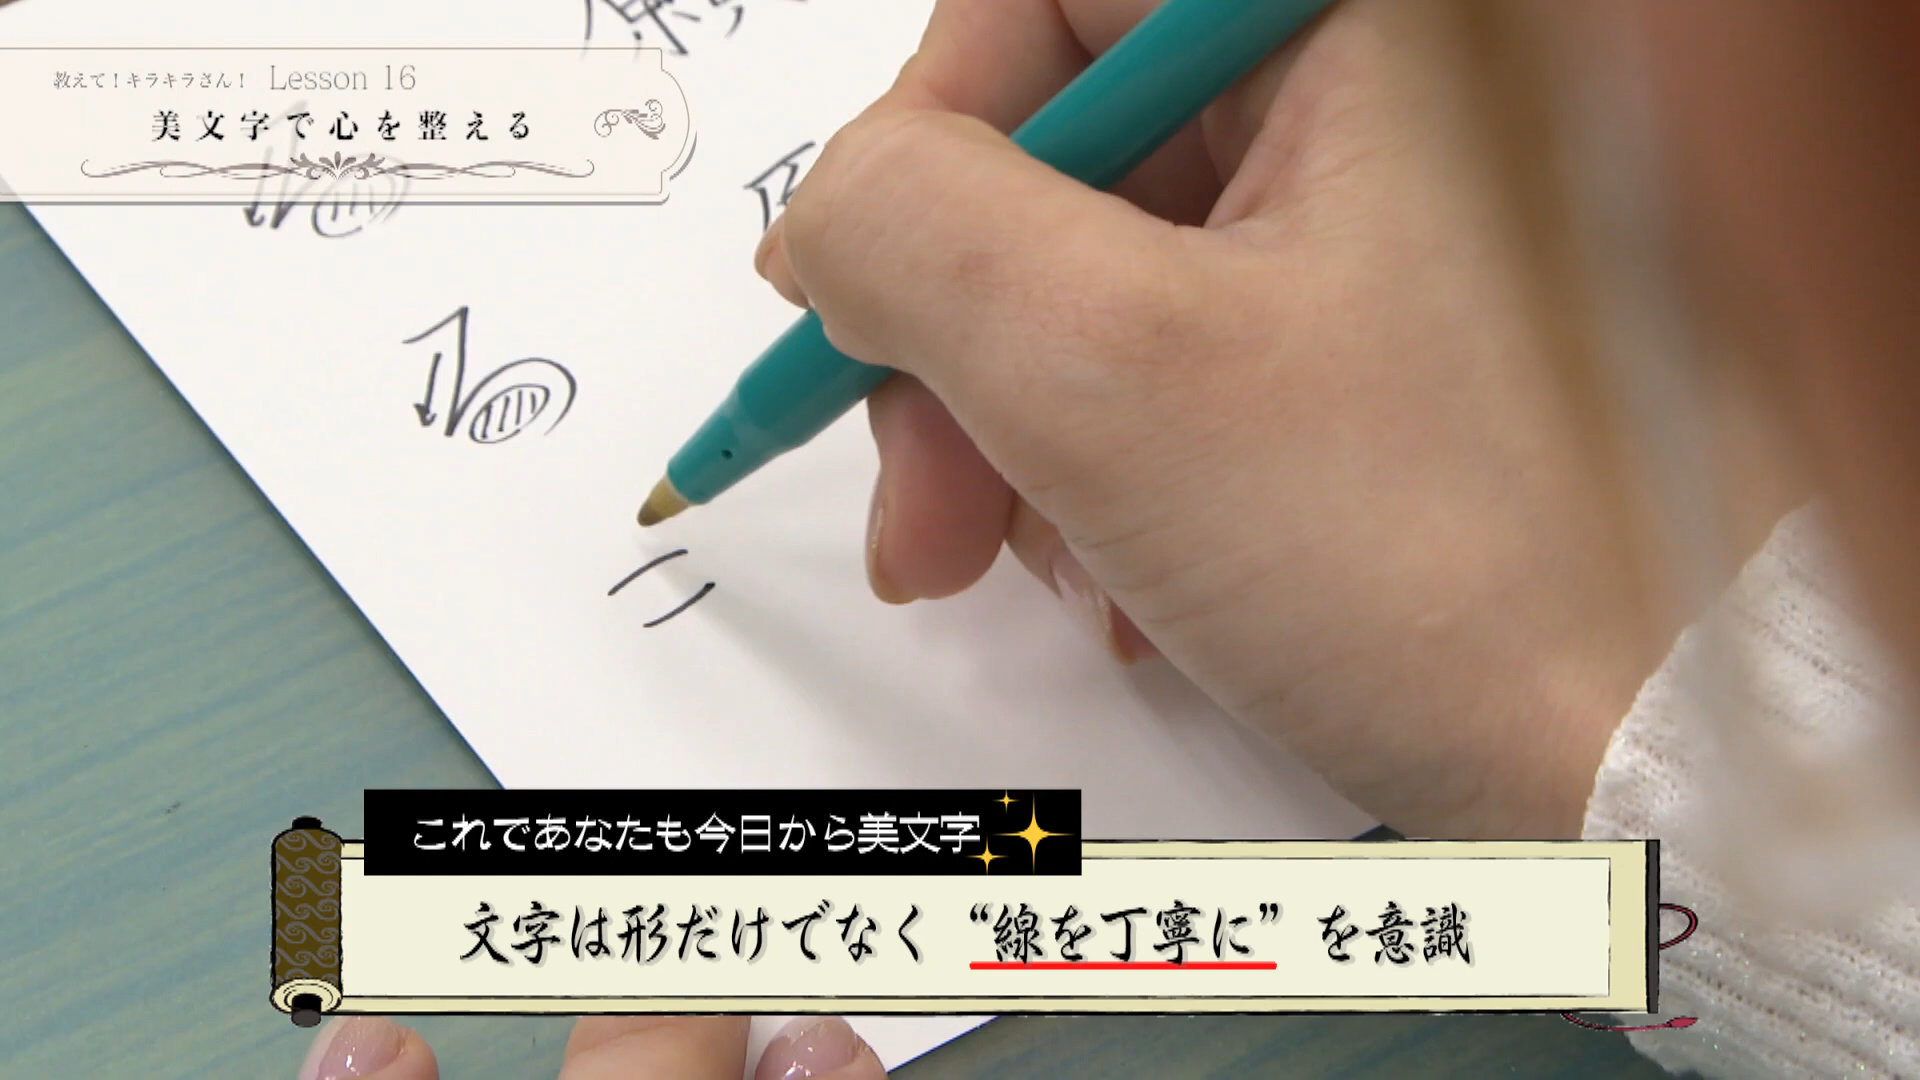 教えて!キラキラさん! Lesson 16
美文字で心を整える
これであなたも今日から美文字
文字は形だけでなく“線を丁寧に”を意識